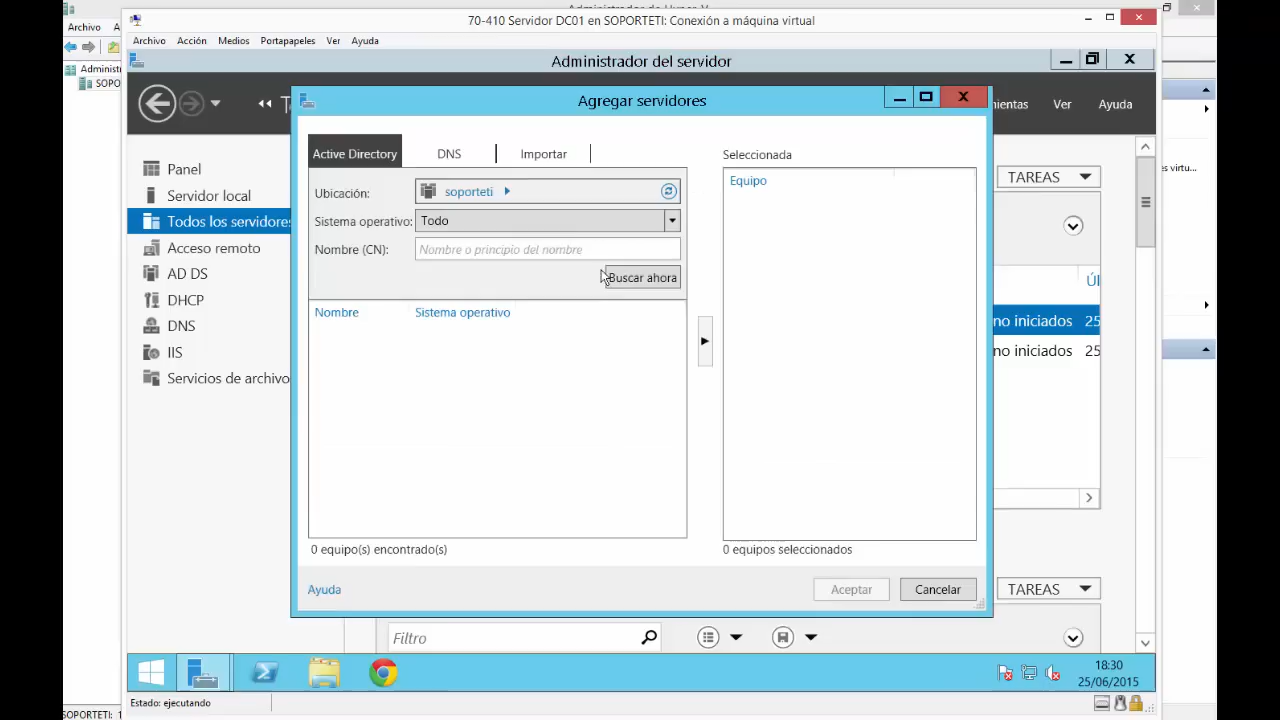 70-410 Servidor DC01 en SOPORTETI: Conexión a máquina virtual
Archivo
Archivo Acción Medios Portapapeles Ver Ayuda
Administrador del servidor
Administ
SOPO
Agregar servidores
Ver Ayuda
Panel
Servidor local
Todos los servidores
Acceso remoto
AD DS
DHCP
DNS
IIS
Servicios de archivo
Active Directory DNS Importar
Ubicación: soporteti
Sistema operativo: Todo
Nombre (CN): Nombre o principio del nombre
Buscar ahora
Nombre Sistema operativo
0 equipo(s) encontrado(s)
Seleccionada
Equipo
0 equipos seleccionados
Ayuda
Aceptar Cancelar
TAREAS
Úl
no iniciados 25
no iniciados 25
TAREAS
Filtro
18:30
25/06/2015
Estado: ejecutando
SOPORTETI: 1